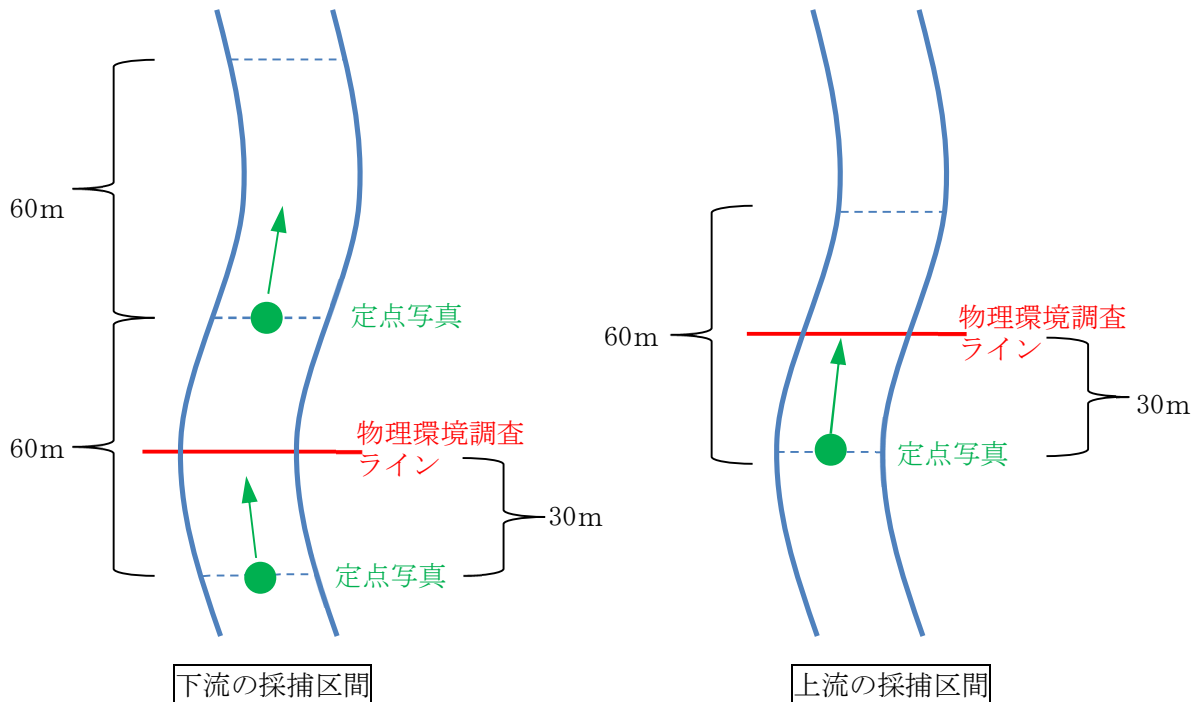 60m
定点写真
60m
物理環境調査
ライン
30m
定点写真
下流の採捕区間
60m
物理環境調査
ライン
30m
定点写真
上流の採捕区間